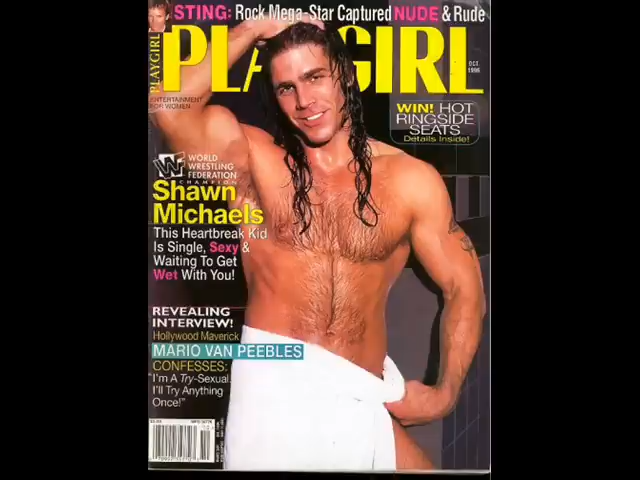 STING: Rock Mega-Star Captured NUDE & Rude
PLAYGIRL
PLAYGIRL
OCT.
1996
ENTERTAINMENT
FOR WOMEN
WIN! HOT
RINGSIDE
SEATS
Details Inside!
WF
WORLD
WRESTLING
FEDERATION
CHAMPION
Shawn
Michaels
This Heartbreak Kid
Is Single, Sexy &
Waiting To Get
Wet With You!
REVEALING
INTERVIEW!
Hollywood Maverick
MARIO VAN PEEBLES
CONFESSES:
"I'm A Try-Sexual.
I'll Try Anything
Once!"